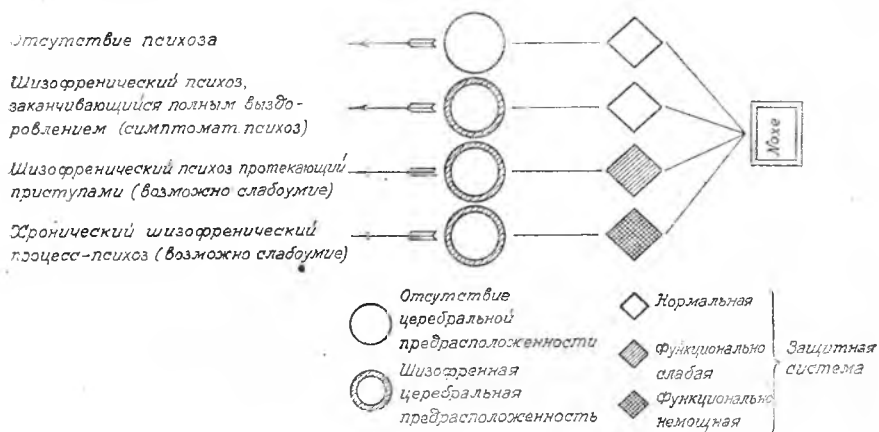 Отсутствие психоза
Шизофренический психоз,
заканчивающийся полным выздо-
ровлением (симптомат. психоз)
Шизофренический психоз протекающий
приступами (возможно слабоумие)
Хронический шизофренический
процесс-психоз (возможно слабоумие)
Noxe
Отсутствие
церебральной
предрасположенности
Шизофренная
церебральная
предрасположенность
Нормальная
Функционально
слабая
Функционально
немощная
Защитная
система